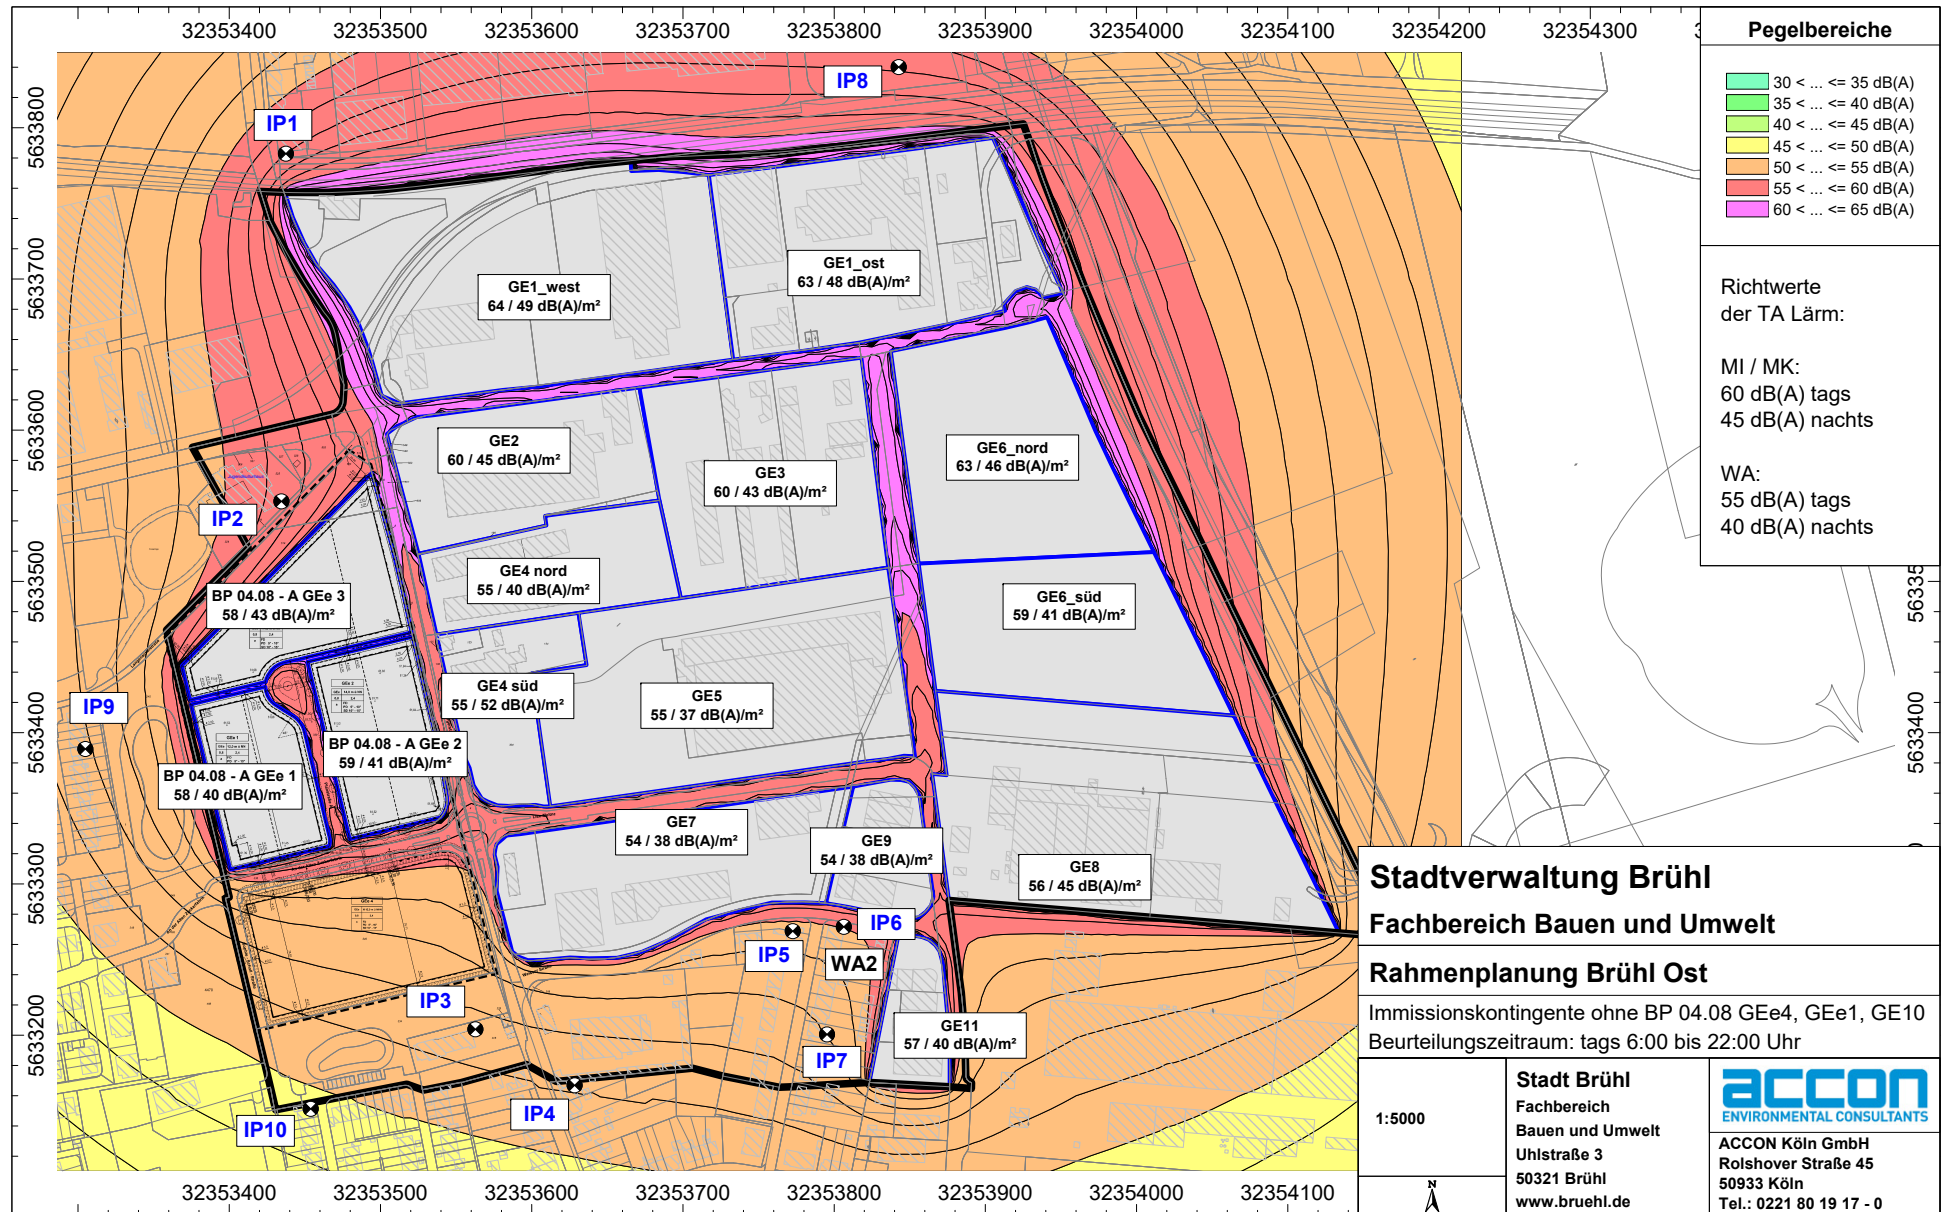 32353400 32353500 32353600 32353700 32353800 32353900 32354000 32354100 32354200 32354300
5633800
5633700
5633600
5633500
5633400
5633300
5633200
IP8
IP1
GE1_west
64 / 49 dB(A)/m²
GE1_ost
63 / 48 dB(A)/m²
GE2
60 / 45 dB(A)/m²
GE3
60 / 43 dB(A)/m²
GE6_nord
63 / 46 dB(A)/m²
IP2
GE4 nord
55 / 40 dB(A)/m²
BP 04.08 - A GEe 3
58 / 43 dB(A)/m²
GE6_süd
59 / 41 dB(A)/m²
IP9
GE4 süd
55 / 52 dB(A)/m²
GE5
55 / 37 dB(A)/m²
BP 04.08 - A GEe 2
59 / 41 dB(A)/m²
BP 04.08 - A GEe 1
58 / 40 dB(A)/m²
GE7
54 / 38 dB(A)/m²
GE9
54 / 38 dB(A)/m²
GE8
56 / 45 dB(A)/m²
IP6
IP5
WA2
IP3
GE11
57 / 40 dB(A)/m²
IP7
IP4
IP10
32353400 32353500 32353600 32353700 32353800 32353900 32354000 32354100
Pegelbereiche
30 < ... <= 35 dB(A)
35 < ... <= 40 dB(A)
40 < ... <= 45 dB(A)
45 < ... <= 50 dB(A)
50 < ... <= 55 dB(A)
55 < ... <= 60 dB(A)
60 < ... <= 65 dB(A)
Richtwerte
der TA Lärm:
MI / MK:
60 dB(A) tags
45 dB(A) nachts
WA:
55 dB(A) tags
40 dB(A) nachts
56335
5633400
Stadtverwaltung Brühl
Fachbereich Bauen und Umwelt
Rahmenplanung Brühl Ost
Immissionskontingente ohne BP 04.08 GEe4, GEe1, GE10
Beurteilungszeitraum: tags 6:00 bis 22:00 Uhr
1:5000
N
Stadt Brühl
Fachbereich
Bauen und Umwelt
Uhlstraße 3
50321 Brühl
www.bruehl.de
accon
ENVIRONMENTAL CONSULTANTS
ACCON Köln GmbH
Rolshover Straße 45
50933 Köln
Tel.: 0221 80 19 17 - 0